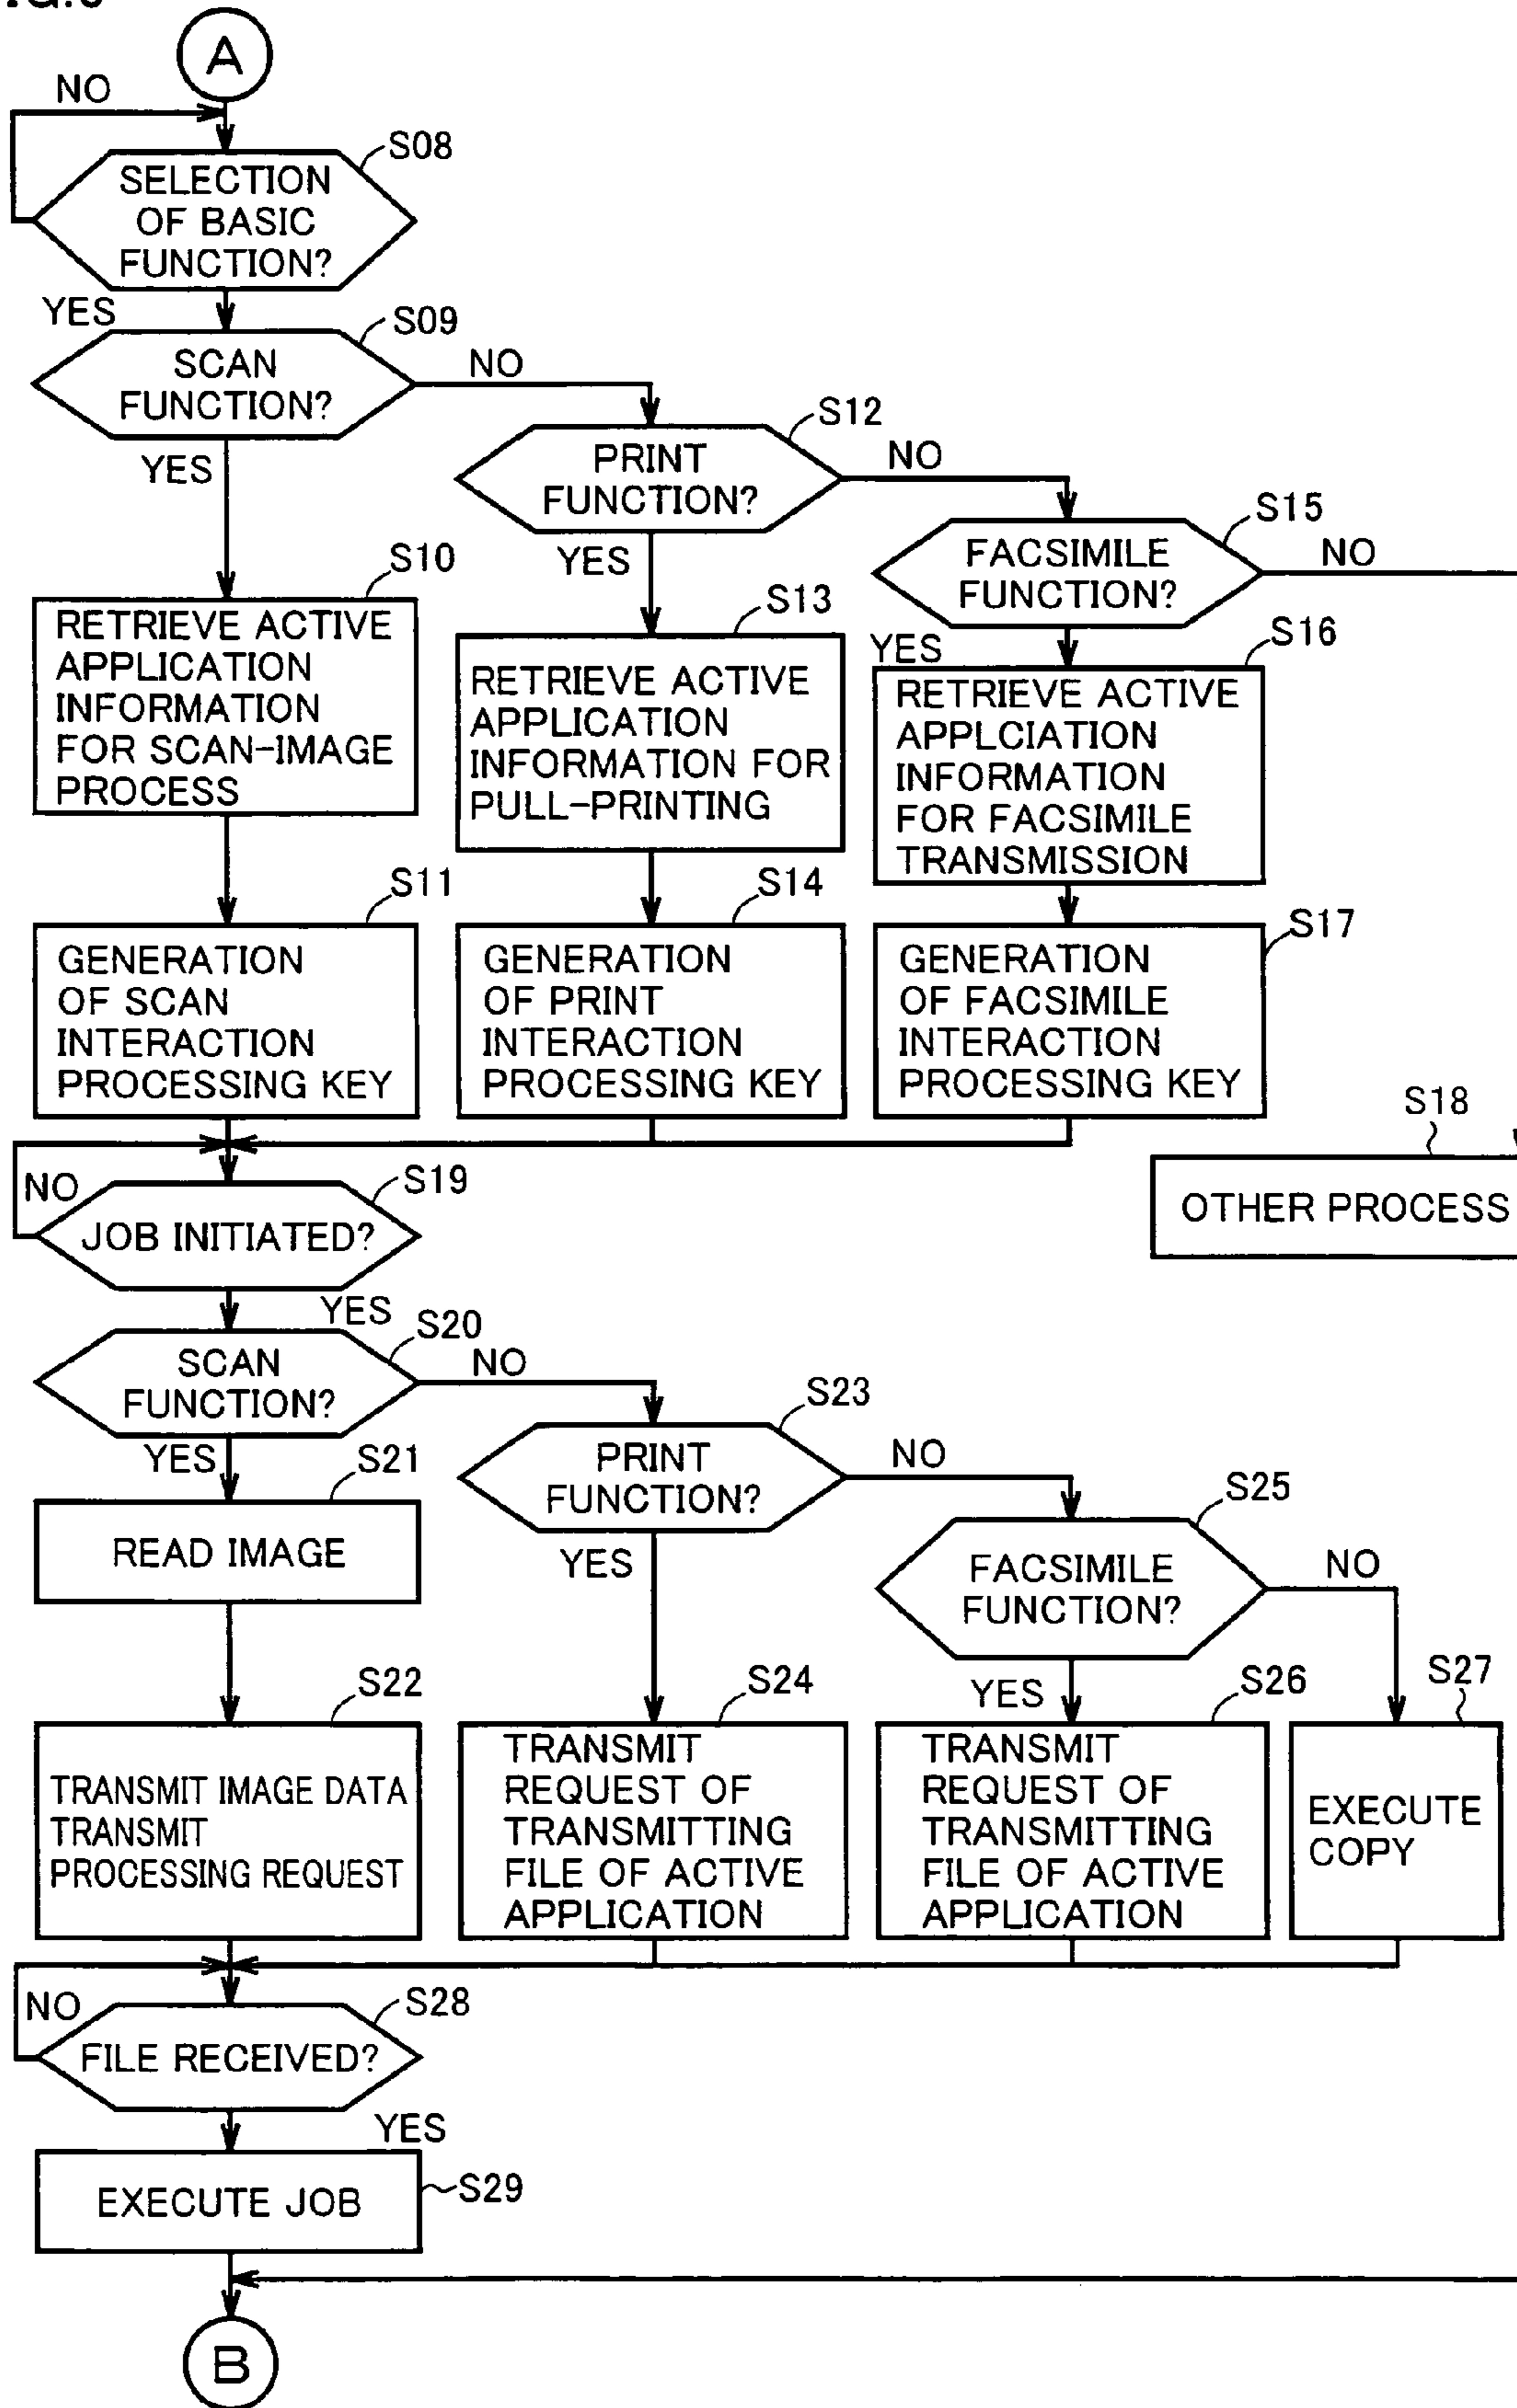 A
NO
S08
SELECTION
OF BASIC
FUNCTION?
YES
S09
SCAN
FUNCTION?
NO
YES
S12
PRINT
FUNCTION?
NO
YES
S15
FACSIMILE
FUNCTION?
NO
YES
S10
RETRIEVE ACTIVE
APPLICATION
INFORMATION
FOR SCAN-IMAGE
PROCESS
S13
RETRIEVE ACTIVE
APPLICATION
INFORMATION FOR
PULL-PRINTING
S16
RETRIEVE ACTIVE
APPLCIATION
INFORMATION
FOR FACSIMILE
TRANSMISSION
S11
GENERATION
OF SCAN
INTERACTION
PROCESSING KEY
S14
GENERATION
OF PRINT
INTERACTION
PROCESSING KEY
S17
GENERATION
OF FACSIMILE
INTERACTION
PROCESSING KEY
S18
OTHER PROCESS
NO
S19
JOB INITIATED?
YES
S20
SCAN
FUNCTION?
NO
YES
S23
PRINT
FUNCTION?
NO
YES
S25
FACSIMILE
FUNCTION?
NO
YES
S21
READ IMAGE
S22
TRANSMIT IMAGE DATA
TRANSMIT
PROCESSING REQUEST
S24
TRANSMIT
REQUEST OF
TRANSMITTING
FILE OF ACTIVE
APPLICATION
S26
TRANSMIT
REQUEST OF
TRANSMITTING
FILE OF ACTIVE
APPLICATION
S27
EXECUTE
COPY
NO
S28
FILE RECEIVED?
YES
EXECUTE JOB
S29
B